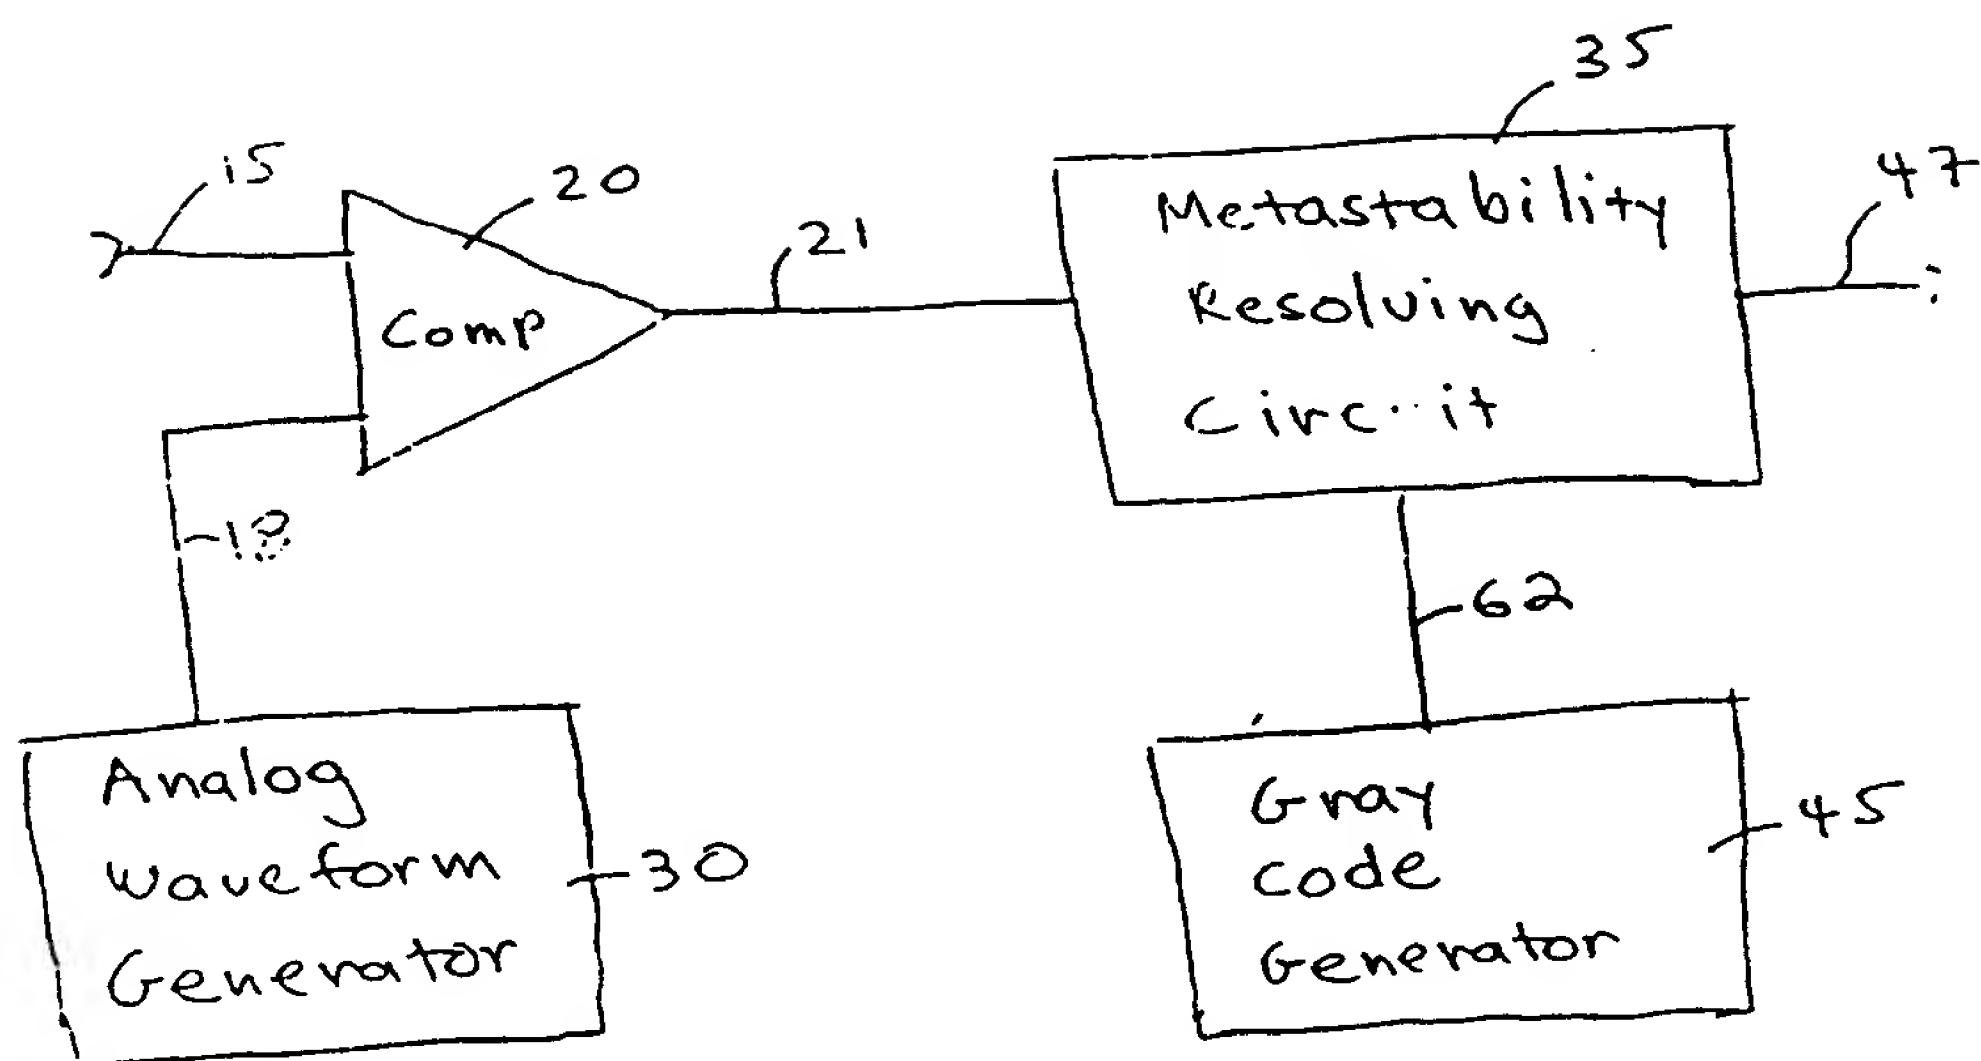 35
15
20
47
21
Metastability
Resolving
Comp
Circ it
18
62
Analog
Waveform
Generator
30
Gray
Code
Generator
45